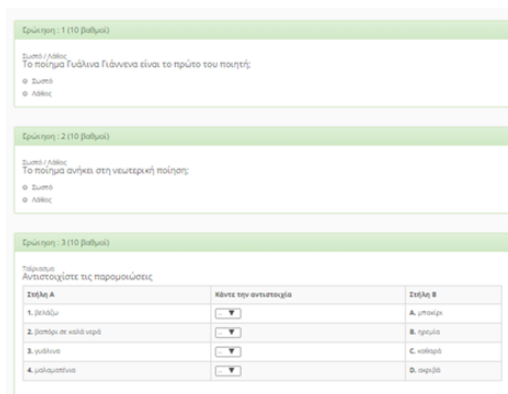 Ερώτηση : 1 (10 βαθμοί)
Σωστό / Λάθος
Το ποίημα Γυάλινα Γιάννενα είναι το πρώτο του ποιητή;
Σωστό
Λάθος
Ερώτηση : 2 (10 βαθμοί)
Σωστό / Λάθος
Το ποίημα ανήκει στη νεωτερική ποίηση;
Σωστό
Λάθος
Ερώτηση : 3 (10 βαθμοί)
Ταίριασμα
Αντιστοιχίστε τις παρομοιώσεις
Στήλη Α Κάντε την αντιστοιχία Στήλη Β
1. βελάζω .. ▼ A. μπακίρι
2. βαπόρι σε καλά νερά .. ▼ B. ηρεμία
3. γυάλινα .. ▼ C. καθαρά
4. μαλαματένια .. ▼ D. ακριβά